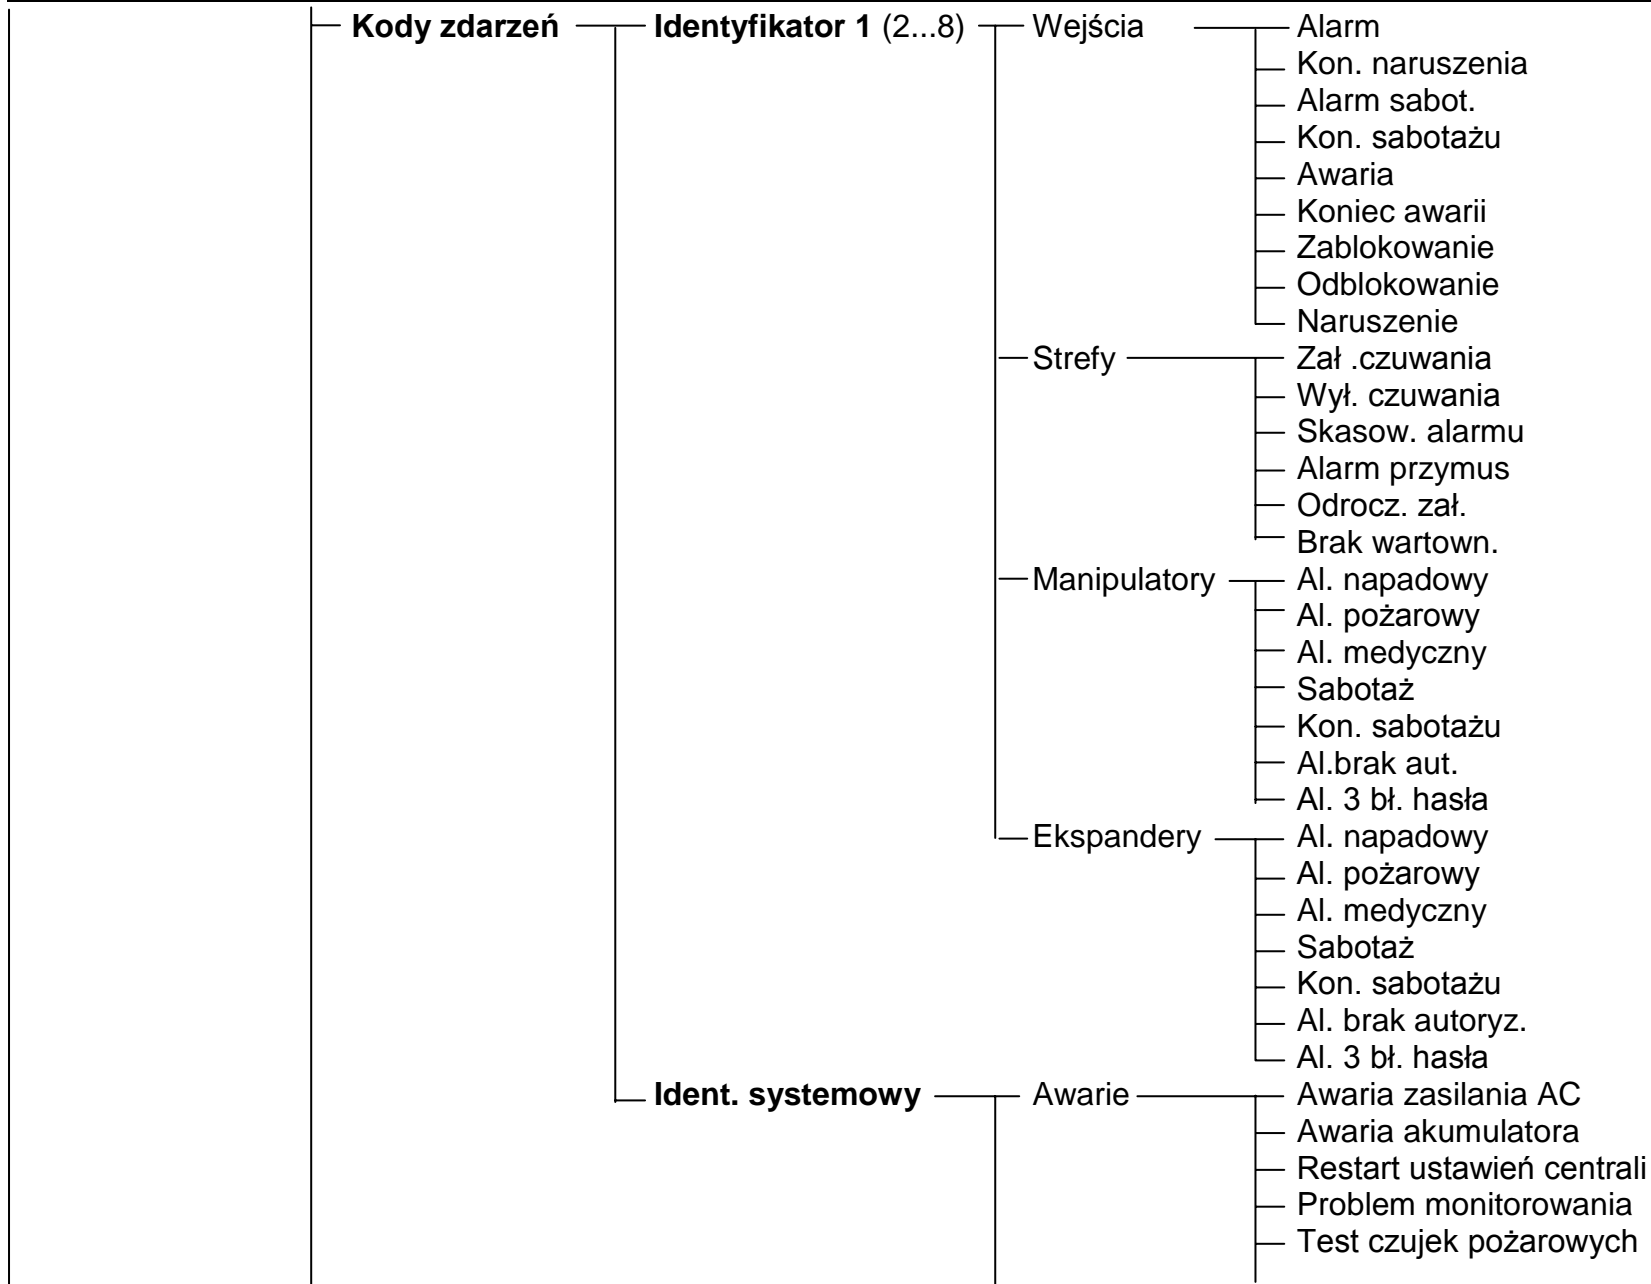 Kody zdarzeń Identyfikator 1 (2...8) Wejścia Alarm
Kon. naruszenia
Alarm sabot.
Kon. sabotażu
Awaria
Koniec awarii
Zablokowanie
Odblokowanie
Naruszenie
Strefy Zał .czuwania
Wył. czuwania
Skasow. alarmu
Alarm przymus
Odrocz. zał.
Brak wartown.
Manipulatory Al. napadowy
Al. pożarowy
Al. medyczny
Sabotaż
Kon. sabotażu
Al.brak aut.
Al. 3 bł. hasła
Ekspandery Al. napadowy
Al. pożarowy
Al. medyczny
Sabotaż
Kon. sabotażu
Al. brak autoryz.
Al. 3 bł. hasła
Ident. systemowy Awarie Awaria zasilania AC
Awaria akumulatora
Restart ustawień centrali
Problem monitorowania
Test czujek pożarowych